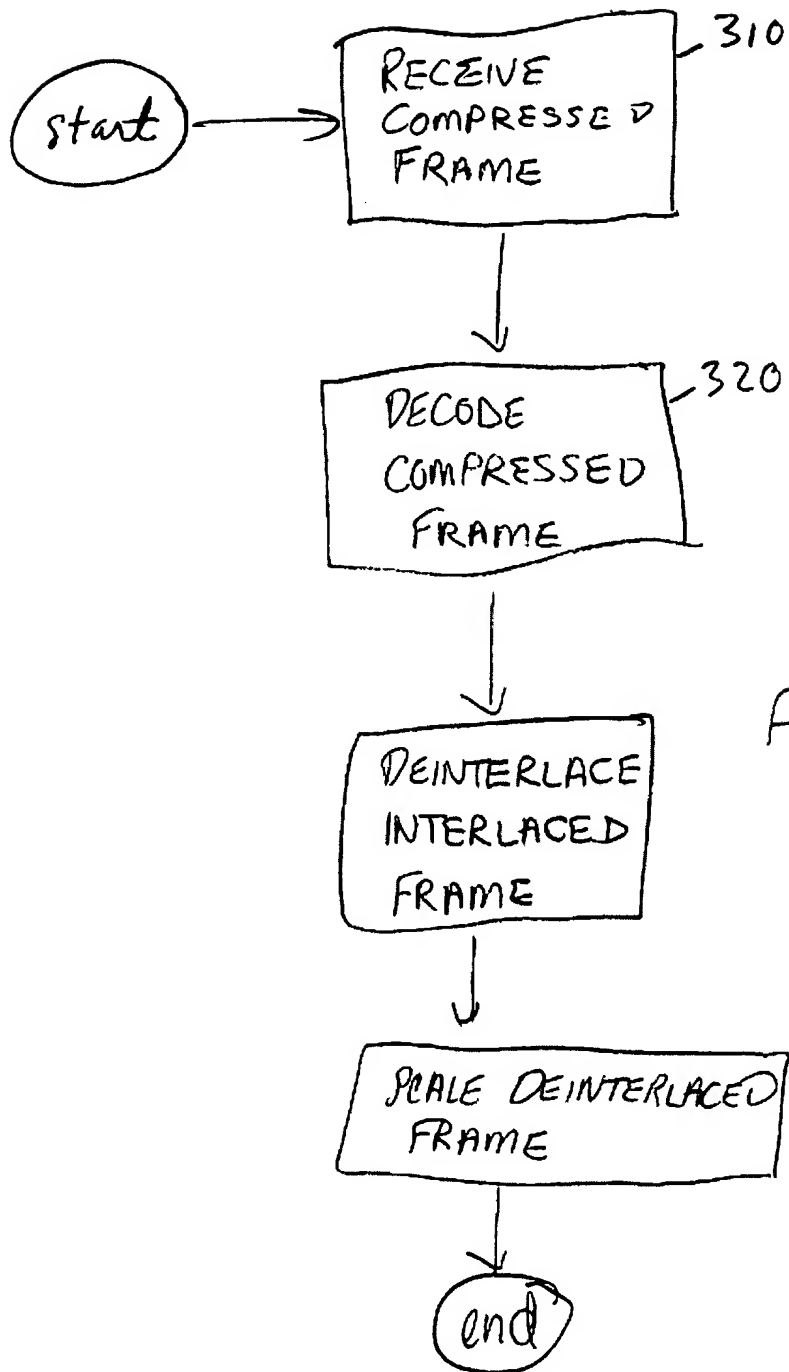 start
RECEIVE
COMPRESSED
FRAME
310
DECODE
COMPRESSED
FRAME
320
DEINTERLACE
INTERLACED
FRAME
SCALE DEINTERLACED
FRAME
end